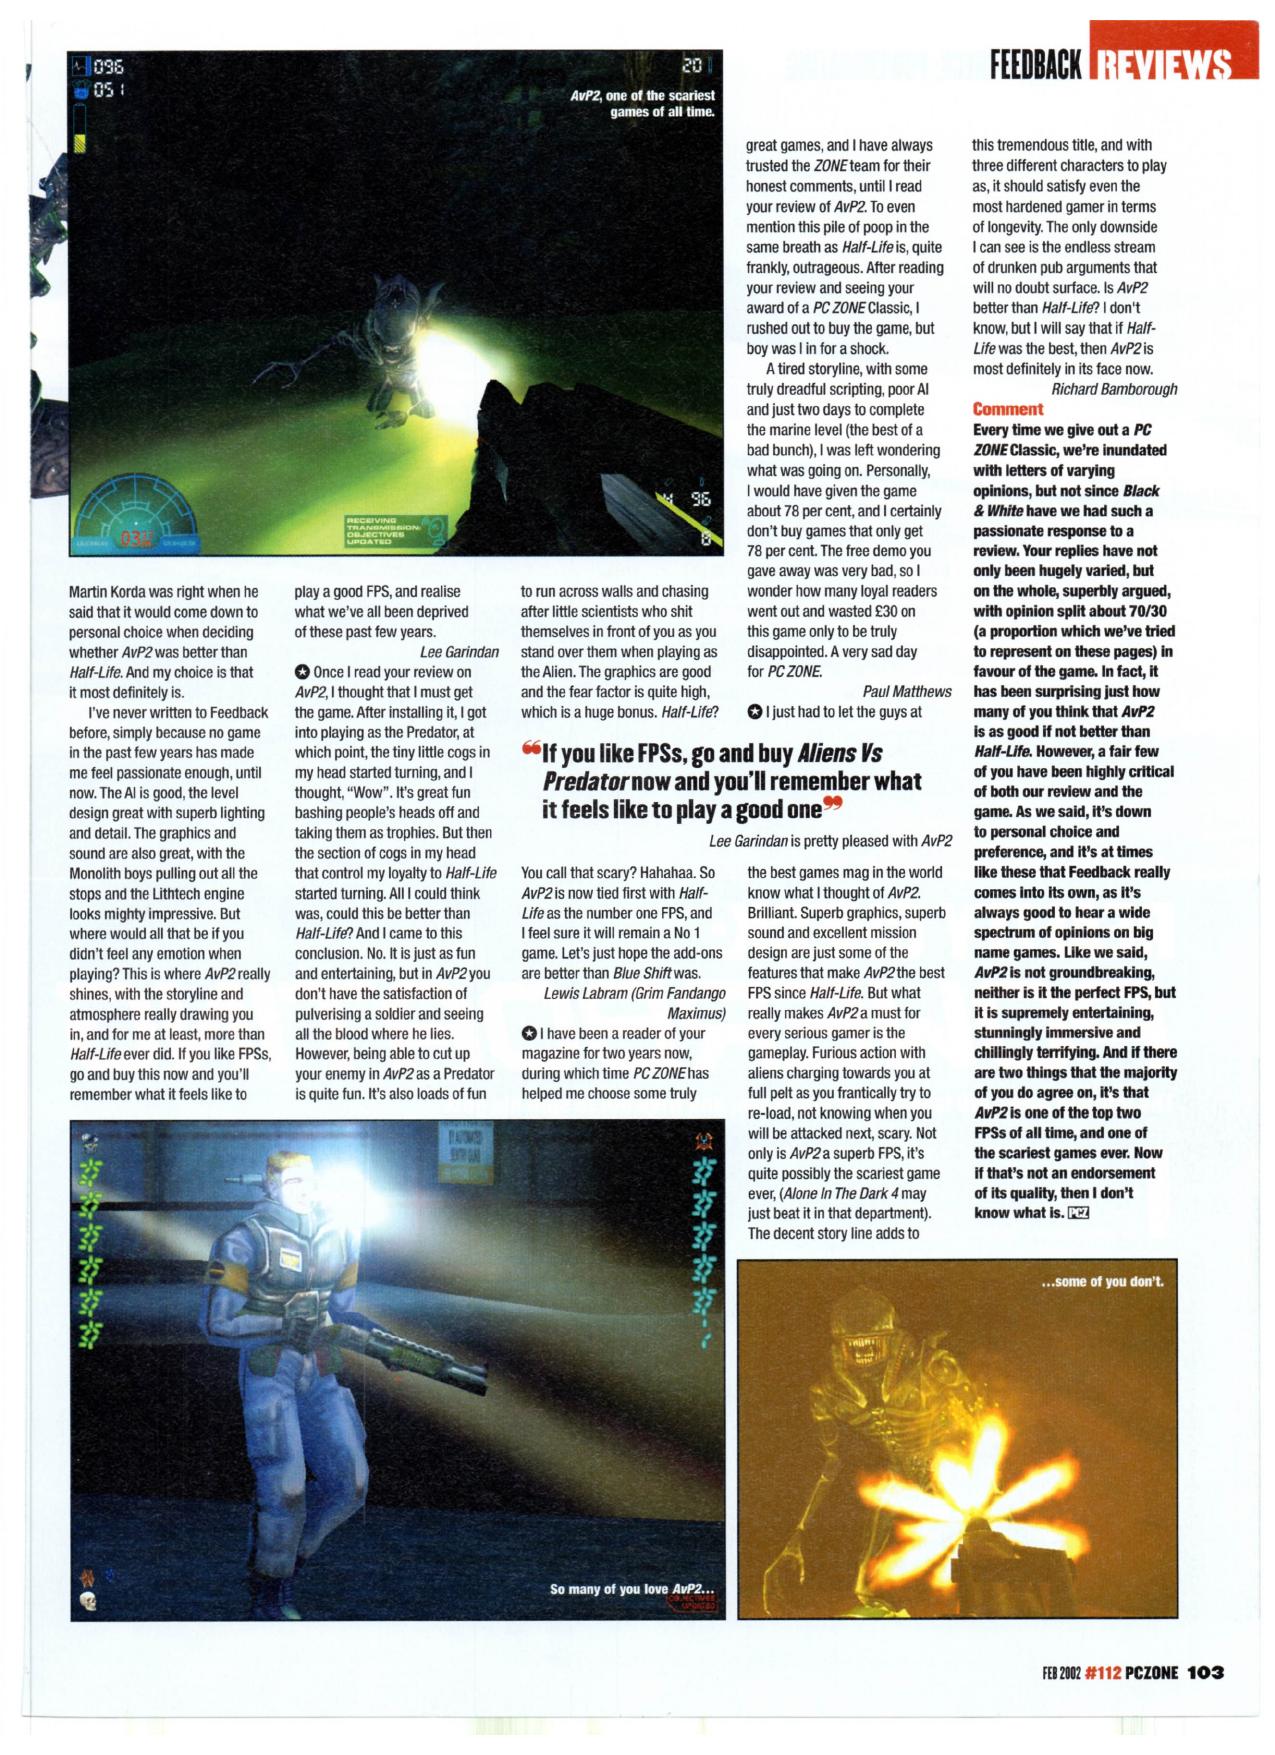 FEEDBACK REVIEWS
096
051
20
AvP2, one of the scariest
games of all time.
96
8
RECEIVING
TRANSMISSION:
OBJECTIVES
UPDATED
Martin Korda was right when he
said that it would come down to
personal choice when deciding
whether AvP2 was better than
Half-Life. And my choice is that
it most definitely is.
I've never written to Feedback
before, simply because no game
in the past few years has made
me feel passionate enough, until
now. The AI is good, the level
design great with superb lighting
and detail. The graphics and
sound are also great, with the
Monolith boys pulling out all the
stops and the Lithtech engine
looks mighty impressive. But
where would all that be if you
didn't feel any emotion when
playing? This is where AvP2 really
shines, with the storyline and
atmosphere really drawing you
in, and for me at least, more than
Half-Life ever did. If you like FPSs,
go and buy this now and you'll
remember what it feels like to
play a good FPS, and realise
what we've all been deprived
of these past few years.
Lee Garindan
Once I read your review on
AvP2, I thought that I must get
the game. After installing it, I got
into playing as the Predator, at
which point, the tiny little cogs in
my head started turning, and I
thought, “Wow”. It's great fun
bashing people's heads off and
taking them as trophies. But then
the section of cogs in my head
that control my loyalty to Half-Life
started turning. All I could think
was, could this be better than
Half-Life? And I came to this
conclusion. No. It is just as fun
and entertaining, but in AvP2 you
don't have the satisfaction of
pulverising a soldier and seeing
all the blood where he lies.
However, being able to cut up
your enemy in AvP2 as a Predator
is quite fun. It's also loads of fun
to run across walls and chasing
after little scientists who shit
themselves in front of you as you
stand over them when playing as
the Alien. The graphics are good
and the fear factor is quite high,
which is a huge bonus. Half-Life?
You call that scary? Hahahaa. So
AvP2 is now tied first with Half-
Life as the number one FPS, and
I feel sure it will remain a No 1
game. Let's just hope the add-ons
are better than Blue Shift was.
Lewis Labram (Grim Fandango
Maximus)
I have been a reader of your
magazine for two years now,
during which time PC ZONE has
helped me choose some truly
great games, and I have always
trusted the ZONE team for their
honest comments, until I read
your review of AvP2. To even
mention this pile of poop in the
same breath as Half-Life is, quite
frankly, outrageous. After reading
your review and seeing your
award of a PC ZONE Classic, I
rushed out to buy the game, but
boy was I in for a shock.
A tired storyline, with some
truly dreadful scripting, poor AI
and just two days to complete
the marine level (the best of a
bad bunch), I was left wondering
what was going on. Personally,
I would have given the game
about 78 per cent, and I certainly
don't buy games that only get
78 per cent. The free demo you
gave away was very bad, so I
wonder how many loyal readers
went out and wasted £30 on
this game only to be truly
disappointed. A very sad day
for PC ZONE.
Paul Matthews
I just had to let the guys at
“If you like FPSs, go and buy Aliens Vs
Predator now and you'll remember what
it feels like to play a good one”
Lee Garindan is pretty pleased with AvP2
the best games mag in the world
know what I thought of AvP2.
Brilliant. Superb graphics, superb
sound and excellent mission
design are just some of the
features that make AvP2 the best
FPS since Half-Life. But what
really makes AvP2 a must for
every serious gamer is the
gameplay. Furious action with
aliens charging towards you at
full pelt as you frantically try to
re-load, not knowing when you
will be attacked next, scary. Not
only is AvP2 a superb FPS, it's
quite possibly the scariest game
ever, (Alone In The Dark 4 may
just beat it in that department).
The decent story line adds to
this tremendous title, and with
three different characters to play
as, it should satisfy even the
most hardened gamer in terms
of longevity. The only downside
I can see is the endless stream
of drunken pub arguments that
will no doubt surface. Is AvP2
better than Half-Life? I don't
know, but I will say that if Half-
Life was the best, then AvP2 is
most definitely in its face now.
Richard Bamborough
Comment
Every time we give out a PC
ZONE Classic, we're inundated
with letters of varying
opinions, but not since Black
& White have we had such a
passionate response to a
review. Your replies have not
only been hugely varied, but
on the whole, superbly argued,
with opinion split about 70/30
(a proportion which we've tried
to represent on these pages) in
favour of the game. In fact, it
has been surprising just how
many of you think that AvP2
is as good if not better than
Half-Life. However, a fair few
of you have been highly critical
of both our review and the
game. As we said, it's down
to personal choice and
preference, and it's at times
like these that Feedback really
comes into its own, as it's
always good to hear a wide
spectrum of opinions on big
name games. Like we said,
AvP2 is not groundbreaking,
neither is it the perfect FPS, but
it is supremely entertaining,
stunningly immersive and
chillingly terrifying. And if there
are two things that the majority
of you do agree on, it's that
AvP2 is one of the top two
FPSs of all time, and one of
the scariest games ever. Now
if that's not an endorsement
of its quality, then I don't
know what is. PCZ
So many of you love AvP2...
OBJECTIVES
UPDATED
...some of you don't.
FEB 2002 #112 PCZONE 103